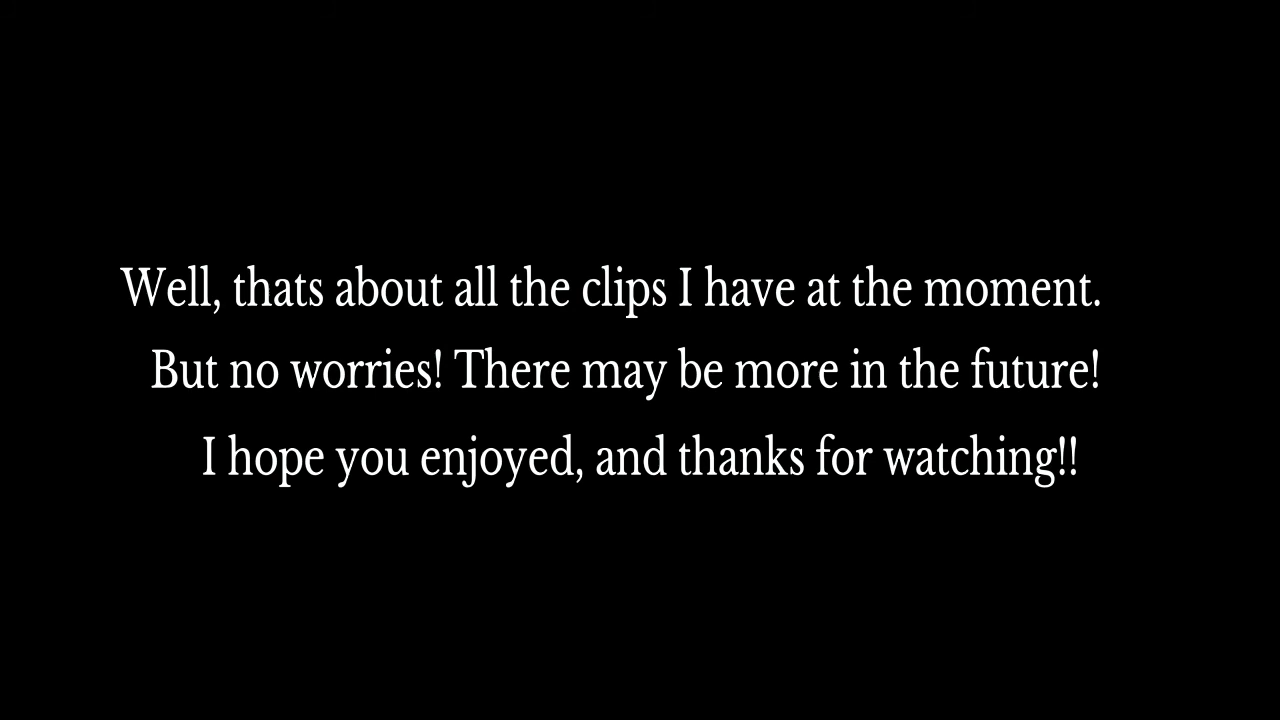 Well, thats about all the clips I have at the moment.
But no worries! There may be more in the future!
I hope you enjoyed, and thanks for watching!!